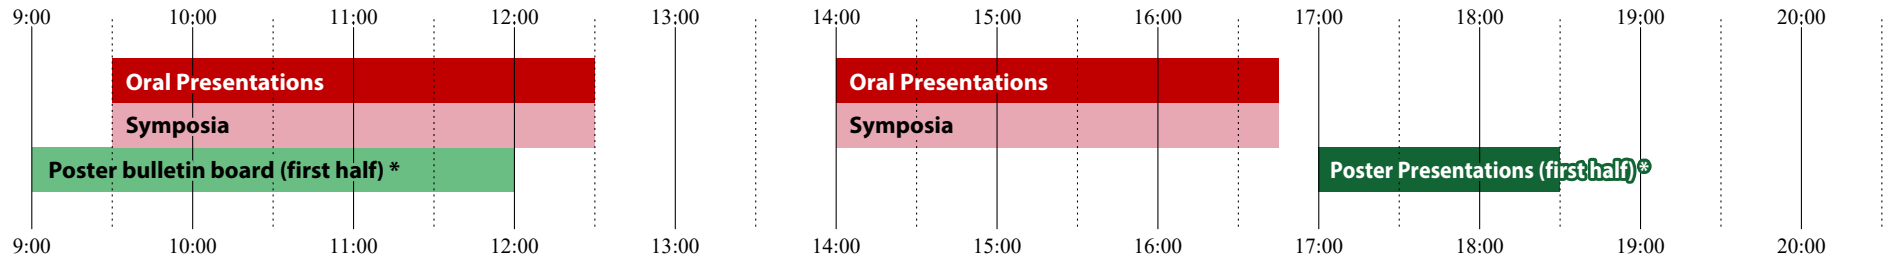 9:00 10:00 11:00 12:00 13:00 14:00 15:00 16:00 17:00 18:00 19:00 20:00
Oral Presentations Oral Presentations
Symposia Symposia
Poster bulletin board (first half) * Poster Presentations (first half) *
9:00 10:00 11:00 12:00 13:00 14:00 15:00 16:00 17:00 18:00 19:00 20:00